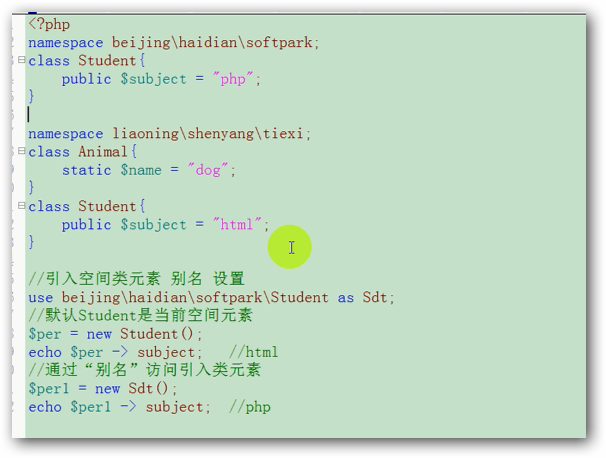 <?php
namespace beijing\haidian\softpark;
class Student{
    public $subject = "php";
}

namespace liaoning\shenyang\tiexi;
class Animal{
    static $name = "dog";
}
class Student{
    public $subject = "html";
}

//引入空间类元素 别名 设置
use beijing\haidian\softpark\Student as Sdt;
//默认Student是当前空间元素
$per = new Student();
echo $per -> subject;   //html
//通过“别名”访问引入类元素
$per1 = new Sdt();
echo $per1 -> subject;  //php